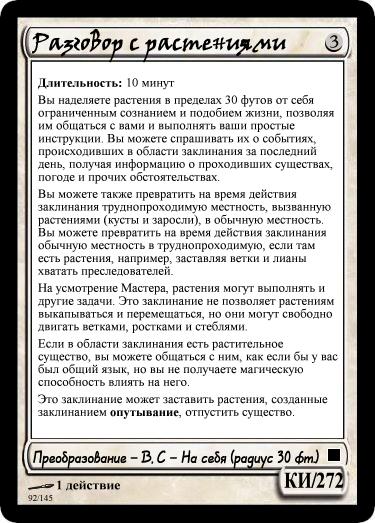 Разговор с растениями
3
Длительность: 10 минут
Вы наделяете растения в пределах 30 футов от себя
ограниченным сознанием и подобием жизни, позволяя
им общаться с вами и выполнять ваши простые
инструкции. Вы можете спрашивать их о событиях,
происходивших в области заклинания за последний
день, получая информацию о проходивших существах,
погоде и прочих обстоятельствах.
Вы можете также превратить на время действия
заклинания труднопроходимую местность, вызванную
растениями (кусты и заросли), в обычную местность.
Вы можете превратить на время действия заклинания
обычную местность в труднопроходимую, если там
есть растения, например, заставляя ветки и лианы
хватать преследователей.
На усмотрение Мастера, растения могут выполнять и
другие задачи. Это заклинание не позволяет растениям
выкапываться и перемещаться, но они могут свободно
двигать ветками, ростками и стеблями.
Если в области заклинания есть растительное
существо, вы можете общаться с ним, как если бы у вас
был общий язык, но вы не получаете магическую
способность влиять на него.
Это заклинание может заставить растения, созданные
заклинанием опутывание, отпустить существо.
Преобразование – В, С – На себя (радиус 30 фт)
КИ/272
1 действие
92/145